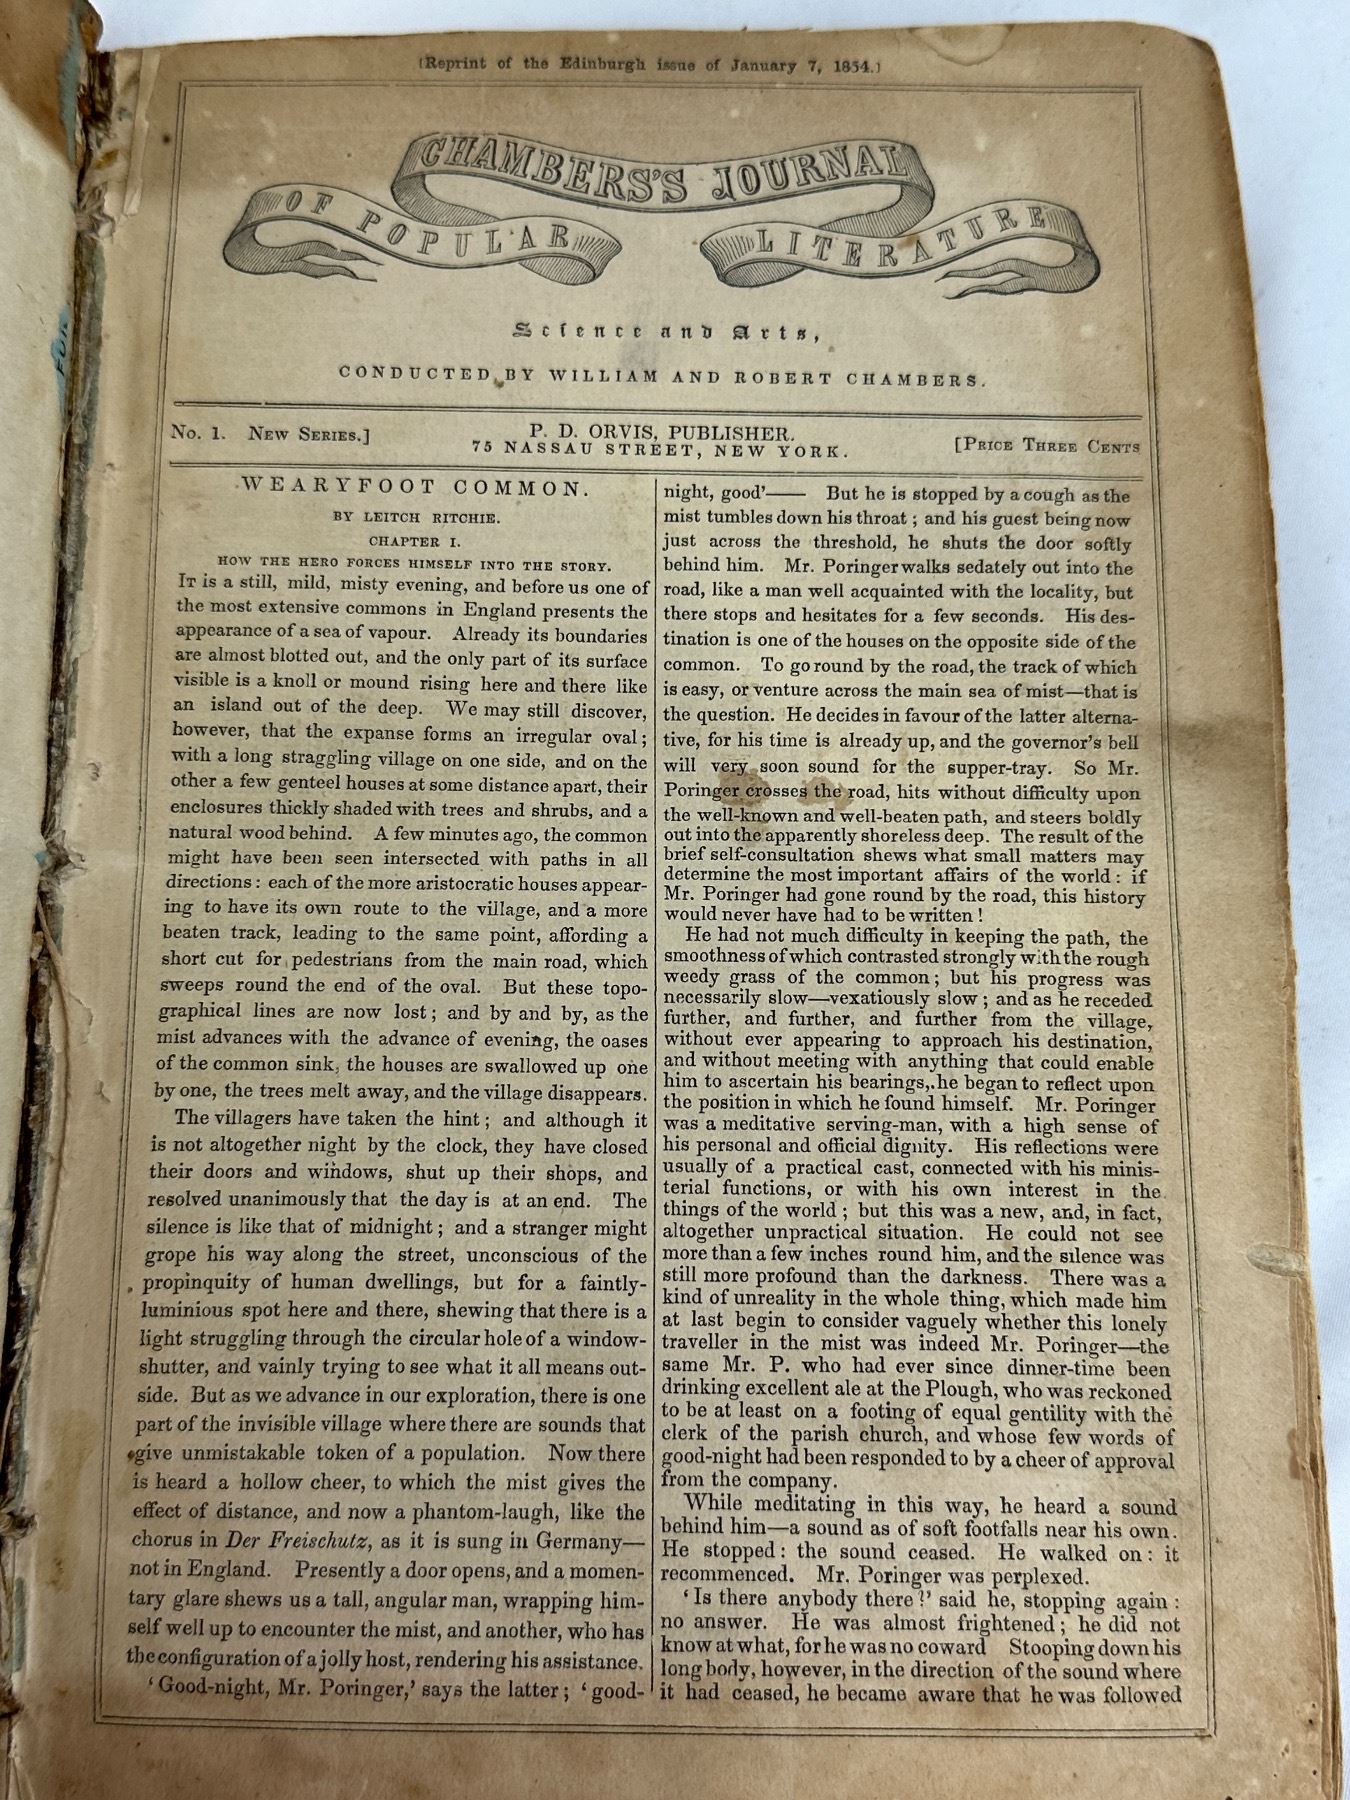 (Reprint of the Edinburgh issue of January 7, 1854.)
CHAMBERS'S JOURNAL
OF POPULAR
LITERATURE
Science and Arts,
CONDUCTED BY WILLIAM AND ROBERT CHAMBERS.
No. 1. New Series.]
P. D. ORVIS, PUBLISHER.
75 NASSAU STREET, NEW YORK.
[Price Three Cents
WEARYFOOT COMMON.
BY LEITCH RITCHIE.
CHAPTER I.
HOW THE HERO FORCES HIMSELF INTO THE STORY.
It is a still, mild, misty evening, and before us one of
the most extensive commons in England presents the
appearance of a sea of vapour. Already its boundaries
are almost blotted out, and the only part of its surface
visible is a knoll or mound rising here and there like
an island out of the deep. We may still discover,
however, that the expanse forms an irregular oval;
with a long straggling village on one side, and on the
other a few genteel houses at some distance apart, their
enclosures thickly shaded with trees and shrubs, and a
natural wood behind. A few minutes ago, the common
might have been seen intersected with paths in all
directions: each of the more aristocratic houses appear-
ing to have its own route to the village, and a more
beaten track, leading to the same point, affording a
short cut for pedestrians from the main road, which
sweeps round the end of the oval. But these topo-
graphical lines are now lost; and by and by, as the
mist advances with the advance of evening, the oases
of the common sink, the houses are swallowed up one
by one, the trees melt away, and the village disappears.
The villagers have taken the hint; and although it
is not altogether night by the clock, they have closed
their doors and windows, shut up their shops, and
resolved unanimously that the day is at an end. The
silence is like that of midnight; and a stranger might
grope his way along the street, unconscious of the
propinquity of human dwellings, but for a faintly-
luminious spot here and there, shewing that there is a
light struggling through the circular hole of a window-
shutter, and vainly trying to see what it all means out-
side. But as we advance in our exploration, there is one
part of the invisible village where there are sounds that
give unmistakable token of a population. Now there
is heard a hollow cheer, to which the mist gives the
effect of distance, and now a phantom-laugh, like the
chorus in Der Freischutz, as it is sung in Germany—
not in England. Presently a door opens, and a momen-
tary glare shews us a tall, angular man, wrapping him-
self well up to encounter the mist, and another, who has
the configuration of a jolly host, rendering his assistance.
'Good-night, Mr. Poringer,' says the latter; 'good-
night, good'—— But he is stopped by a cough as the
mist tumbles down his throat; and his guest being now
just across the threshold, he shuts the door softly
behind him. Mr. Poringer walks sedately out into the
road, like a man well acquainted with the locality, but
there stops and hesitates for a few seconds. His des-
tination is one of the houses on the opposite side of the
common. To go round by the road, the track of which
is easy, or venture across the main sea of mist—that is
the question. He decides in favour of the latter alterna-
tive, for his time is already up, and the governor's bell
will very soon sound for the supper-tray. So Mr.
Poringer crosses the road, hits without difficulty upon
the well-known and well-beaten path, and steers boldly
out into the apparently shoreless deep. The result of the
brief self-consultation shews what small matters may
determine the most important affairs of the world: if
Mr. Poringer had gone round by the road, this history
would never have had to be written!
He had not much difficulty in keeping the path, the
smoothness of which contrasted strongly with the rough
weedy grass of the common; but his progress was
necessarily slow—vexatiously slow; and as he receded
further, and further, and further from the village,
without ever appearing to approach his destination,
and without meeting with anything that could enable
him to ascertain his bearings, he began to reflect upon
the position in which he found himself. Mr. Poringer
was a meditative serving-man, with a high sense of
his personal and official dignity. His reflections were
usually of a practical cast, connected with his minis-
terial functions, or with his own interest in the
things of the world; but this was a new, and, in fact,
altogether unpractical situation. He could not see
more than a few inches round him, and the silence was
still more profound than the darkness. There was a
kind of unreality in the whole thing, which made him
at last begin to consider vaguely whether this lonely
traveller in the mist was indeed Mr. Poringer—the
same Mr. P. who had ever since dinner-time been
drinking excellent ale at the Plough, who was reckoned
to be at least on a footing of equal gentility with the
clerk of the parish church, and whose few words of
good-night had been responded to by a cheer of approval
from the company.
While meditating in this way, he heard a sound
behind him—a sound as of soft footfalls near his own.
He stopped: the sound ceased. He walked on: it
recommenced. Mr. Poringer was perplexed.
'Is there anybody there?' said he, stopping again:
no answer. He was almost frightened; he did not
know at what, for he was no coward Stooping down his
long body, however, in the direction of the sound where
it had ceased, he became aware that he was followed